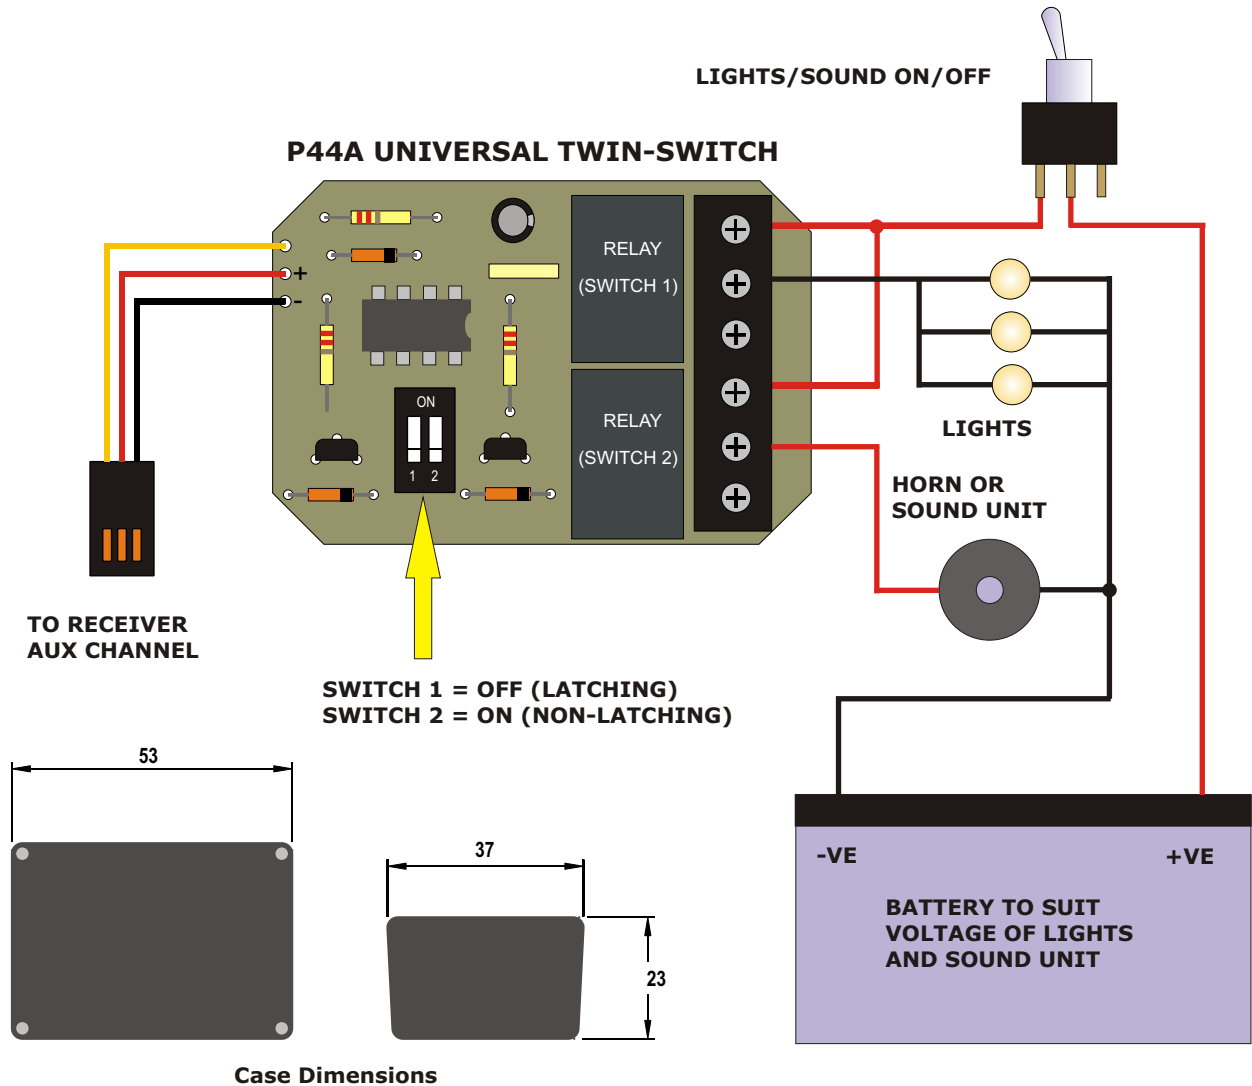 LIGHTS/SOUND ON/OFF
P44A UNIVERSAL TWIN-SWITCH
RELAY
(SWITCH 1)
+
-
ON
1 2
RELAY
(SWITCH 2)
LIGHTS
HORN OR
SOUND UNIT
TO RECEIVER
AUX CHANNEL
SWITCH 1 = OFF (LATCHING)
SWITCH 2 = ON (NON-LATCHING)
53
37
23
-VE
+VE
BATTERY TO SUIT
VOLTAGE OF LIGHTS
AND SOUND UNIT
Case Dimensions